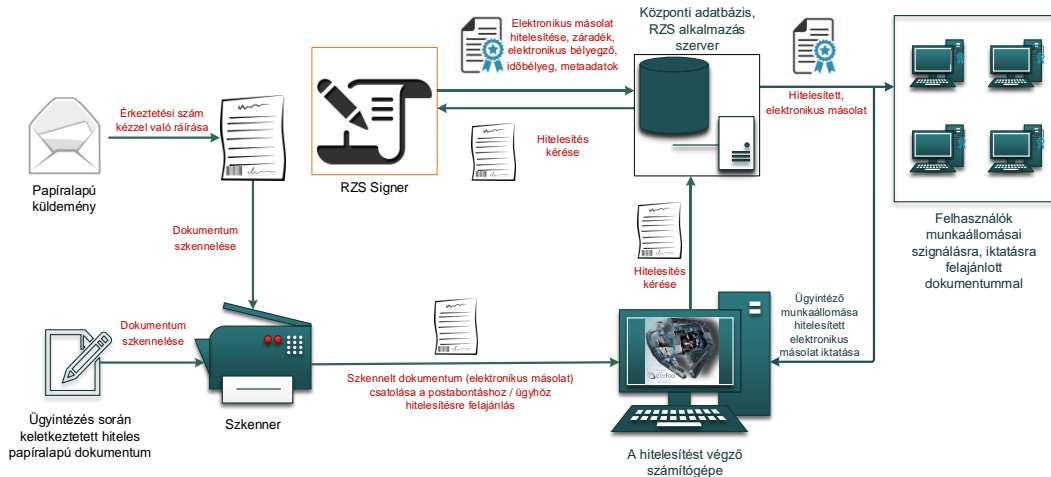 Elektronikus másolat
hitelesítése, záradék,
elektronikus bélyegző,
időbélyeg, metaadatok
Központi adatbázis,
RZS alkalmazás
szerver
Érkeztetési szám
kézzel való ráírása
Hitelesített,
elektronikus másolat
Hitelesítés
kérése
Papíralapú
küldemény
RZS Signer
Felhasználók
munkaállomásai
szignálásra, iktatásra
felajánlott
dokumentummal
Dokumentum
szkennelése
Hitelesítés
kérése
Ügyintéző
munkaállomása
hitelesített
elektronikus
másolat iktatása
Dokumentum
szkennelése
Szkennelt dokumentum (elektronikus másolat)
csatolása a postabontáshoz / ügyhöz
hitelesítésre felajánlás
Ügyintézés során
keletkeztetett hiteles
papíralapú dokumentum
Szkenner
A hitelesítést végző
számítógépe